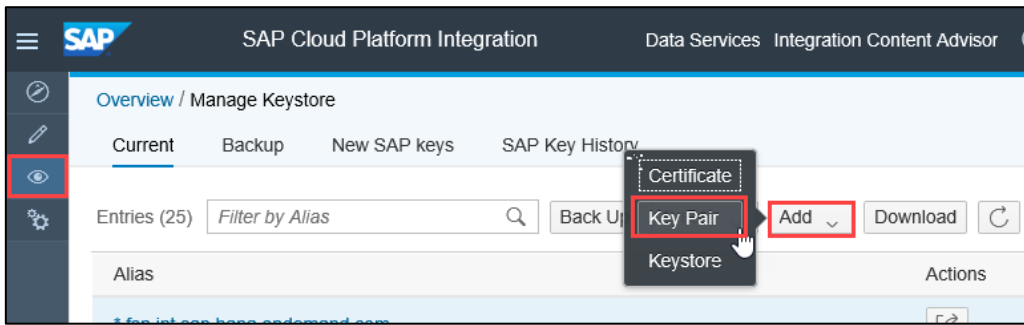 SAP SAP Cloud Platform Integration Data Services Integration Content Advisor
Overview / Manage Keystore
Current Backup New SAP keys SAP Key History
Certificate
Entries (25) Filter by Alias Back Up Key Pair Add Download
Keystore
Alias Actions